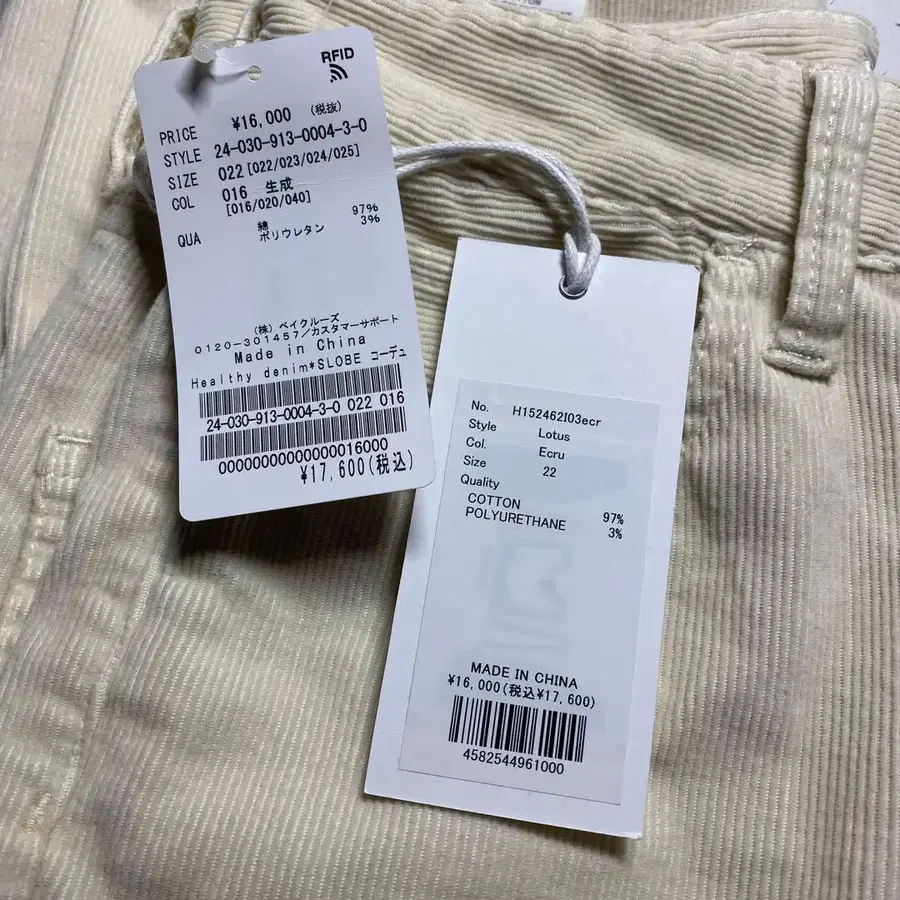 RFID
PRICE ¥16,000 (税抜)
STYLE 24-030-913-0004-3-0
SIZE 022[022/023/024/025]
COL 016 生成
[016/020/040]
QUA 綿 97%
ポリウレタン 3%
(株) ベイクルーズ
0120-301457/カスタマーサポート
Made in China
Healthy denim*SLOBE コーデュ
24-030-913-0004-3-0 022 016
00000000000000016000
¥17,600(税込)
No. H152462I03ecr
Style Lotus
Col. Ecru
Size 22
Quality
COTTON 97%
POLYURETHANE 3%
MADE IN CHINA
¥16,000(税込¥17,600)
4582544961000